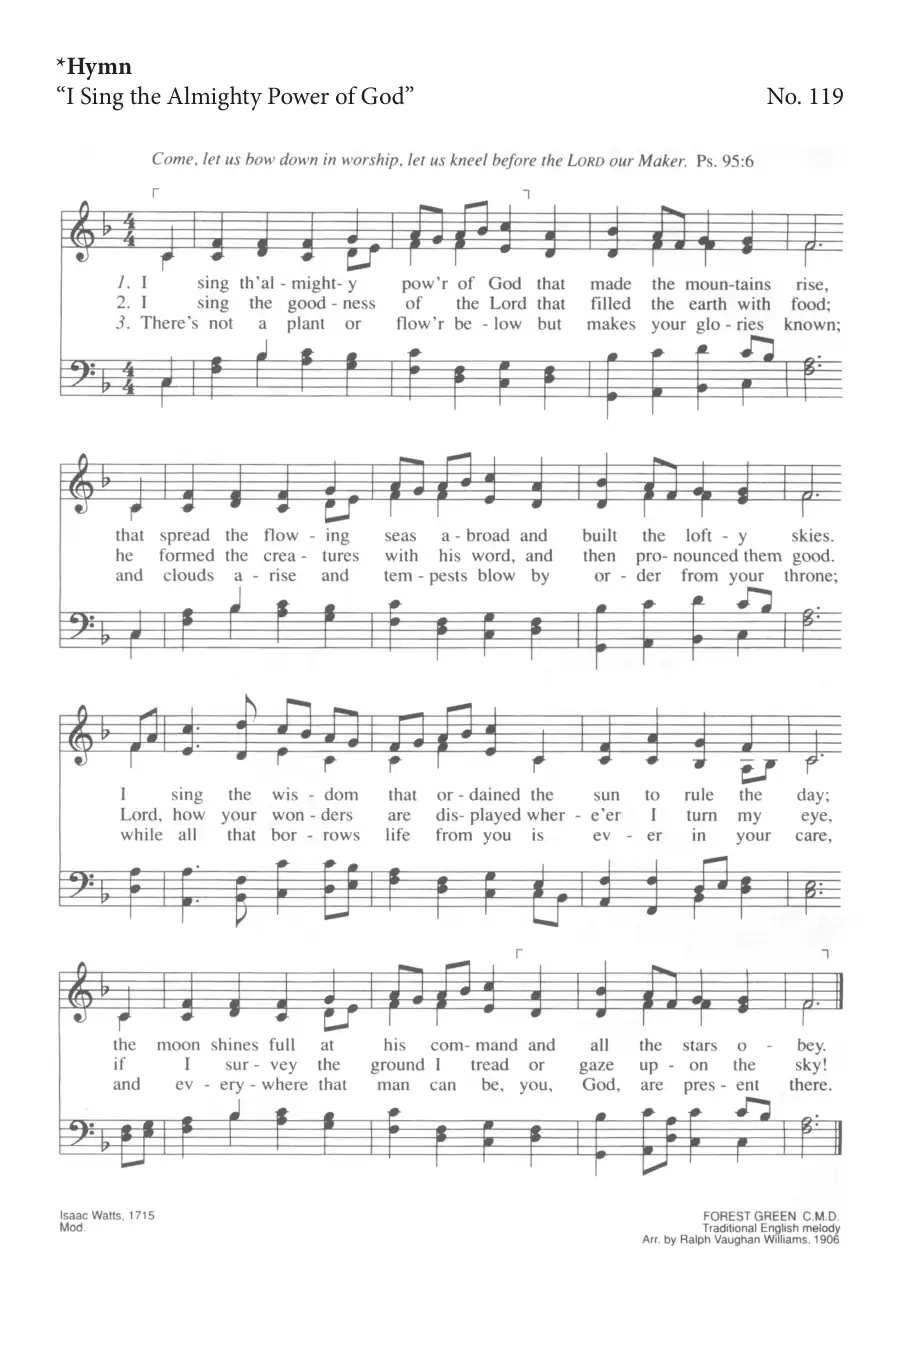 *Hymn
“I Sing the Almighty Power of God” No. 119
Come, let us bow down in worship, let us kneel before the LORD our Maker. Ps. 95:6
1. I sing th'al - might- y pow'r of God that made the moun-tains rise,
2. I sing the good - ness of the Lord that filled the earth with food;
3. There's not a plant or flow'r be - low but makes your glo - ries known;
that spread the flow - ing seas a - broad and built the loft - y skies.
he formed the crea - tures with his word, and then pro- nounced them good.
and clouds a - rise and tem - pests blow by or - der from your throne;
I sing the wis - dom that or - dained the sun to rule the day;
Lord, how your won - ders are dis- played wher - e'er I turn my eye,
while all that bor - rows life from you is ev - er in your care,
the moon shines full at his com- mand and all the stars o - bey.
if I sur - vey the ground I tread or gaze up - on the sky!
and ev - ery - where that man can be, you, God, are pres - ent there.
Isaac Watts, 1715
Mod.
FOREST GREEN C.M.D.
Traditional English melody
Arr. by Ralph Vaughan Williams, 1906